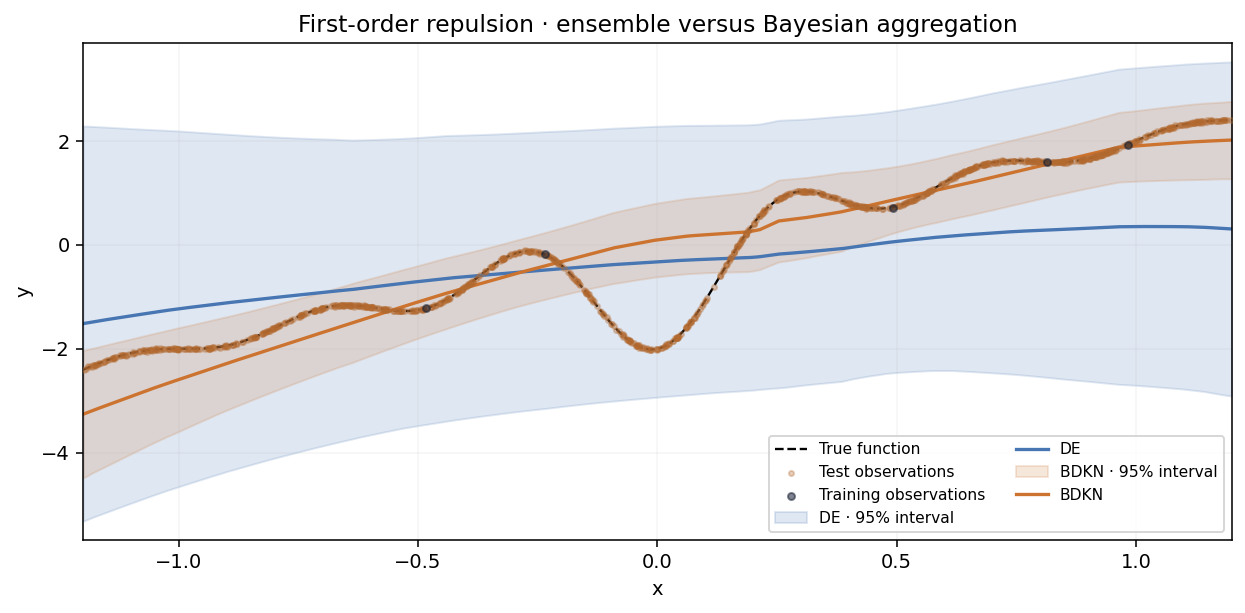 First-order repulsion · ensemble versus Bayesian aggregation
y
2
0
−2
−4
−1.0
−0.5
0.0
0.5
1.0
x
True function
Test observations
Training observations
DE · 95% interval
DE
BDKN · 95% interval
BDKN